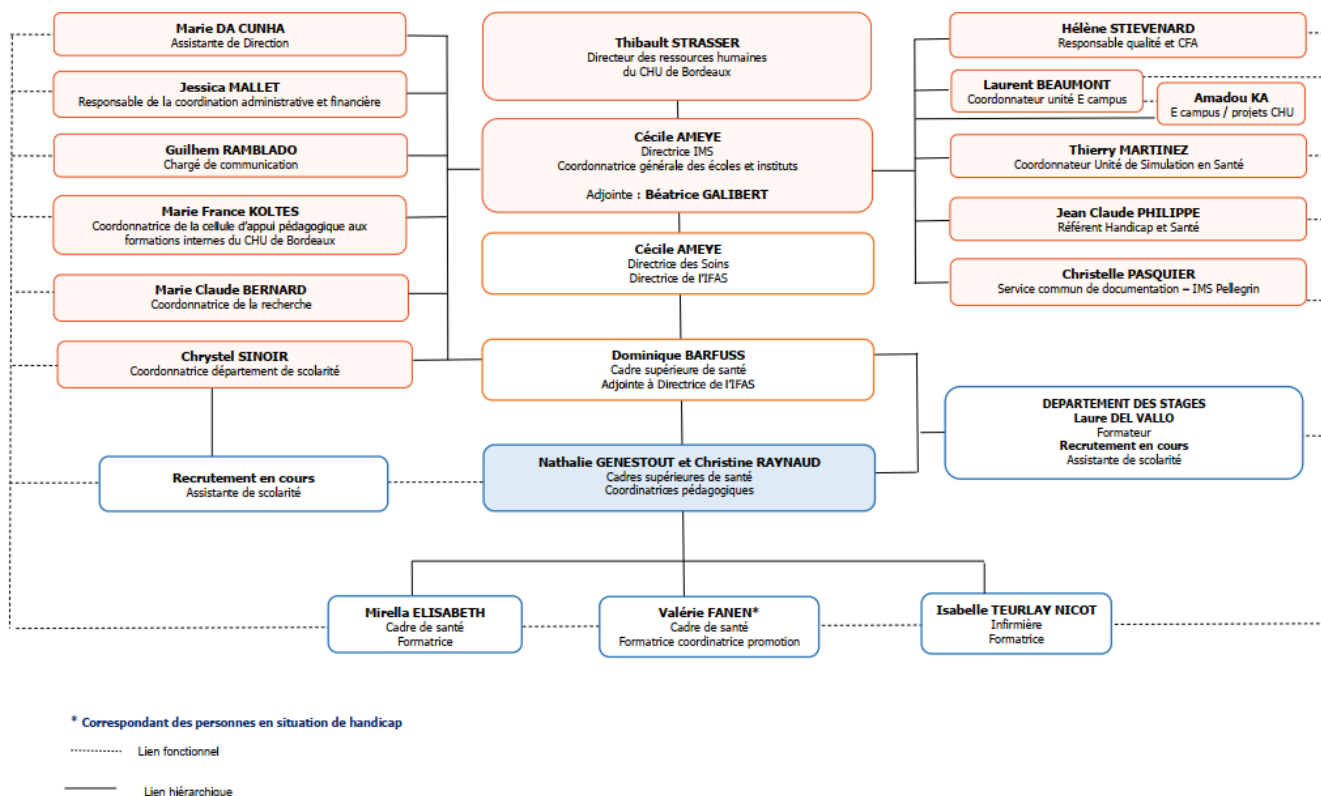 Marie DA CUNHA
Assistante de Direction
Jessica MALLET
Responsable de la coordination administrative et financière
Guilhem RAMBLADO
Chargé de communication
Marie France KOLTES
Coordonnatrice de la cellule d'appui pédagogique aux
formations internes du CHU de Bordeaux
Marie Claude BERNARD
Coordonnatrice de la recherche
Chrystel SINOIR
Coordonnatrice département de scolarité
Recrutement en cours
Assistante de scolarité
Thibault STRASSER
Directeur des ressources humaines
du CHU de Bordeaux
Cécile AMEYE
Directrice IMS
Coordonnatrice générale des écoles et instituts
Adjointe : Béatrice GALIBERT
Cécile AMEYE
Directrice des Soins
Directrice de l'IFAS
Dominique BARFUSS
Cadre supérieure de santé
Adjointe à Directrice de l'IFAS
Nathalie GENESTOUT et Christine RAYNAUD
Cadres supérieures de santé
Coordinatrices pédagogiques
Hélène STIEVENARD
Responsable qualité et CFA
Laurent BEAUMONT
Coordonnateur unité E campus
Amadou KA
E campus / projets CHU
Thierry MARTINEZ
Coordonnateur Unité de Simulation en Santé
Jean Claude PHILIPPE
Référent Handicap et Santé
Christelle PASQUIER
Service commun de documentation – IMS Pellegrin
DEPARTEMENT DES STAGES
Laure DEL VALLO
Formateur
Recrutement en cours
Assistante de scolarité
Mirella ELISABETH
Cadre de santé
Formatrice
Valérie FANEN*
Cadre de santé
Formatrice coordinatrice promotion
Isabelle TEURLAY NICOT
Infirmière
Formatrice
* Correspondant des personnes en situation de handicap
Lien fonctionnel
Lien hiérarchique